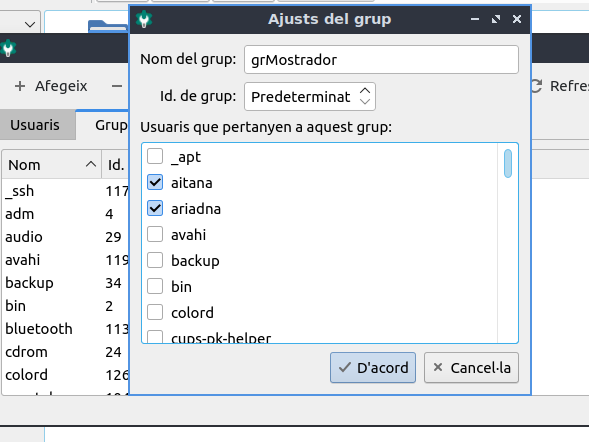 Ajusts del grup
Nom del grup: grMostrador
Id. de grup: Predeterminat
Usuaris que pertanyen a aquest grup:
_apt
aitana
ariadna
avahi
backup
bin
colord
cups-pk-helper
D'acord
Cancel·la
Afegeix
Refres
Usuaris
Grup
Nom Id.
_ssh 117
adm 4
audio 29
avahi 119
backup 34
bin 2
bluetooth 113
cdrom 24
colord 126